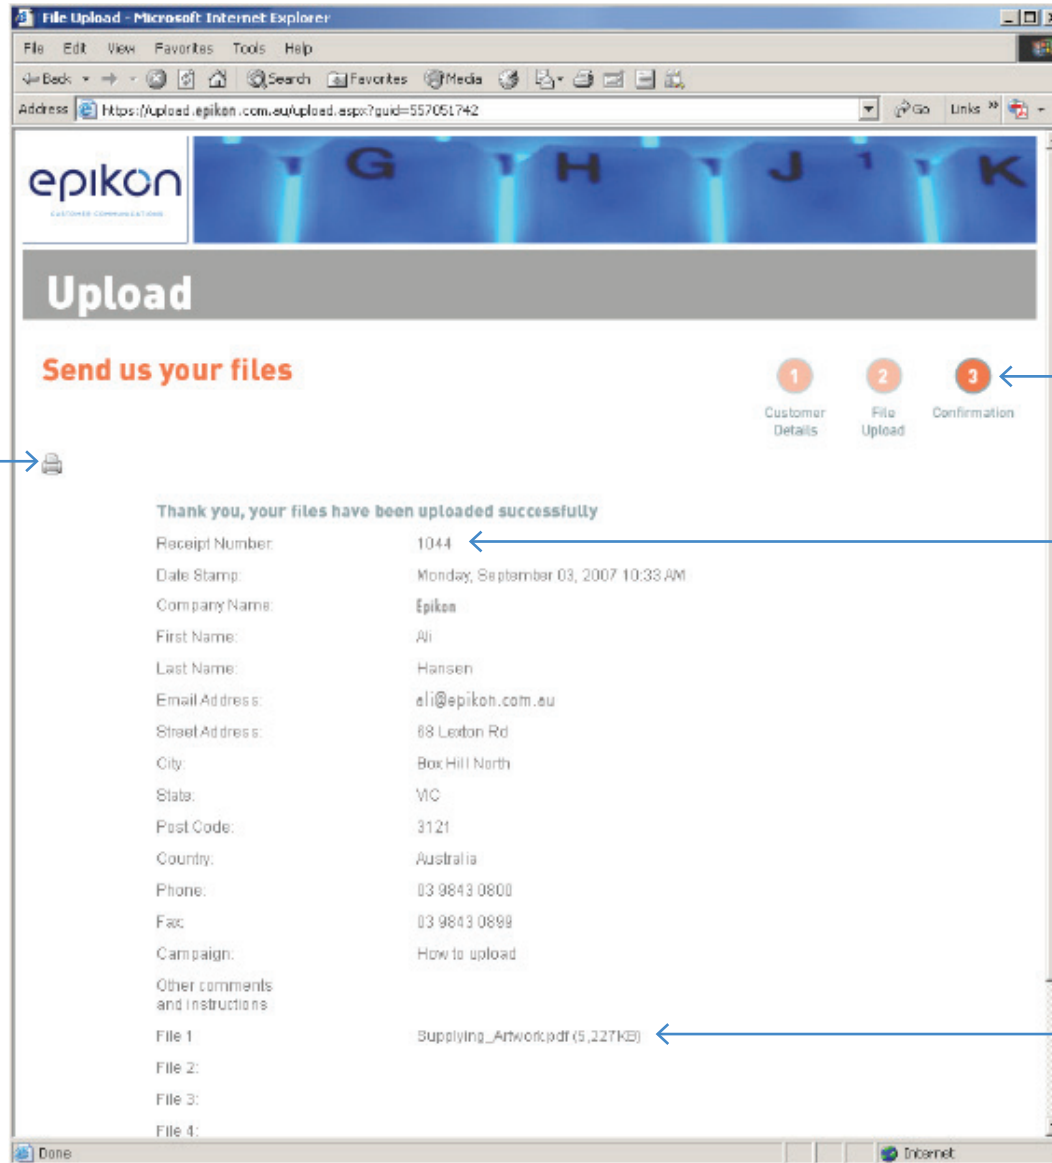 File Upload - Microsoft Internet Explorer
File Edit View Favorites Tools Help
Back Search Favorites Media
Address https://upload.epikon.com.au/upload.aspx?guid=557051742 Go Links »
epikon
CUSTOMER COMMUNICATIONS
G H J K
Upload
Send us your files
1 2 3
Customer Details File Upload Confirmation
Thank you, your files have been uploaded successfully
Receipt Number: 1044
Date Stamp: Monday, September 03, 2007 10:33 AM
Company Name: Epikon
First Name: Ali
Last Name: Hansen
Email Address: ali@epikon.com.au
Street Address: 68 Lexton Rd
City: Box Hill North
State: VIC
Post Code: 3121
Country: Australia
Phone: 03 9843 0800
Fax: 03 9843 0899
Campaign: How to upload
Other comments
and instructions
File 1 Supplying_Artwork.pdf (5,227KB)
File 2:
File 3:
File 4:
Done Internet